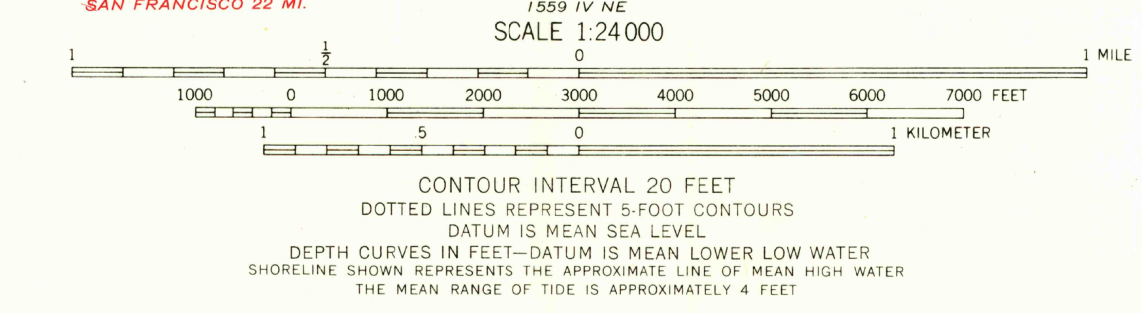 SAN FRANCISCO 22 MI.
1559 IV NE
SCALE 1:24 000
1 1/2 0 1 MILE
1000 0 1000 2000 3000 4000 5000 6000 7000 FEET
1 .5 0 1 KILOMETER
CONTOUR INTERVAL 20 FEET
DOTTED LINES REPRESENT 5-FOOT CONTOURS
DATUM IS MEAN SEA LEVEL
DEPTH CURVES IN FEET—DATUM IS MEAN LOWER LOW WATER
SHORELINE SHOWN REPRESENTS THE APPROXIMATE LINE OF MEAN HIGH WATER
THE MEAN RANGE OF TIDE IS APPROXIMATELY 4 FEET